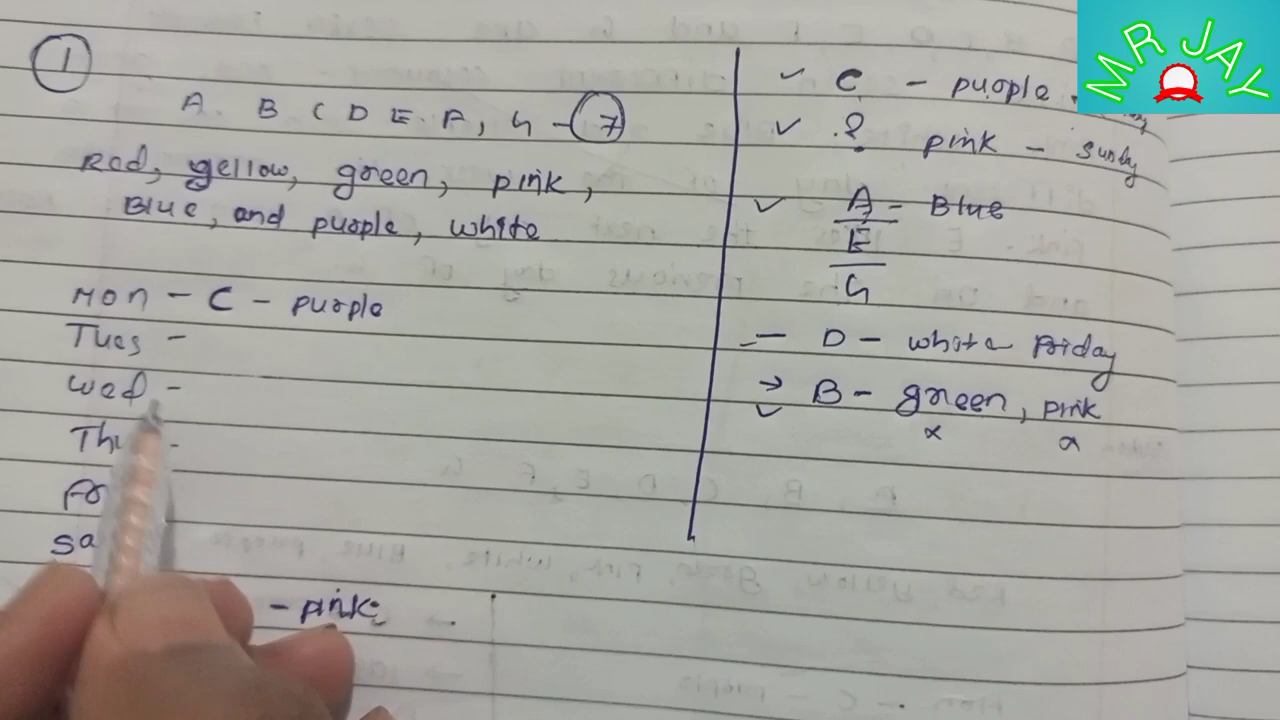 1
A. B C D E F, G - 7
Red, yellow, green, pink,
Blue, and purple, white
Mon - C - purple
Tues -
Wed -
Thu -
Fr
Sa
- pink
C - purple
? pink - Sunday
A - Blue
E
G
- D - white Friday
→ B - green, pink
x x
MR JAY